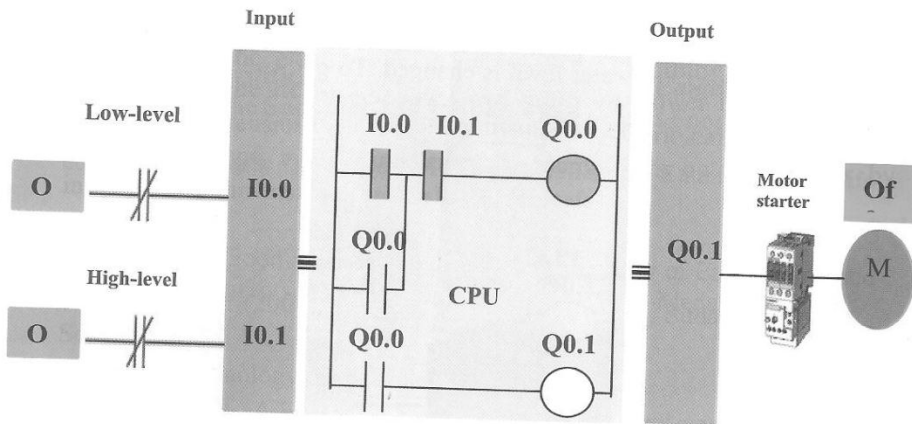 Input
Output
Low-level
O
I0.0
I0.0
I0.1
Q0.0
Motor
starter
Of
Q0.0
Q0.1
M
High-level
CPU
O
I0.1
Q0.0
Q0.1